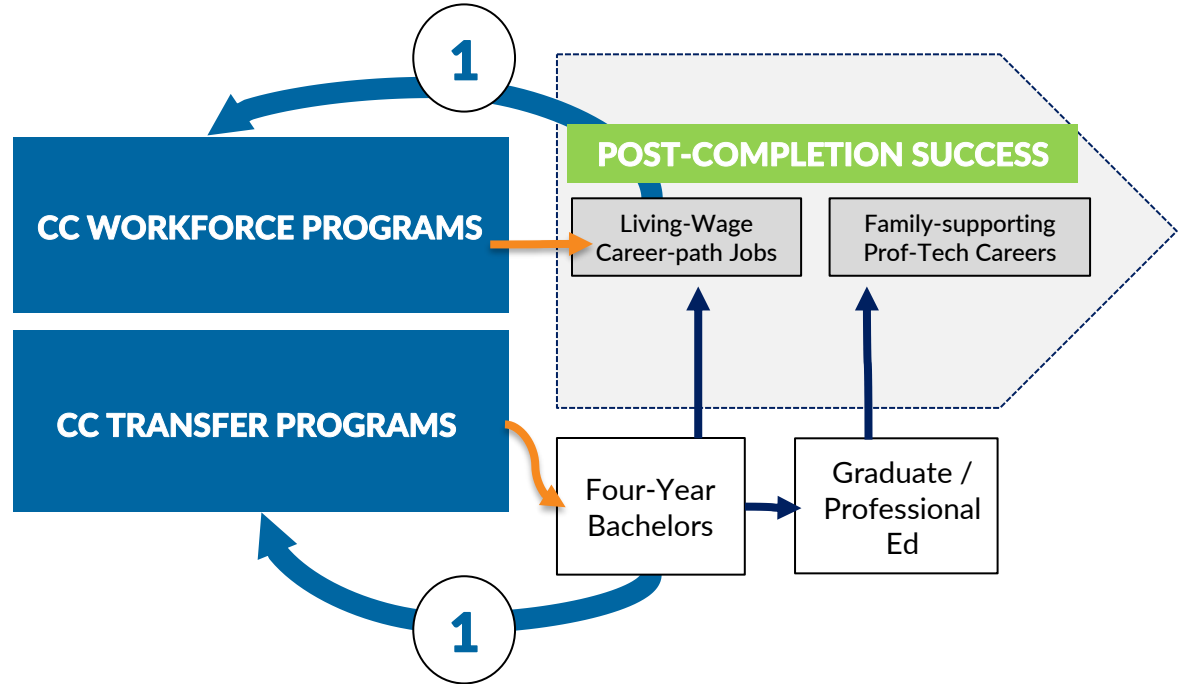 1
POST-COMPLETION SUCCESS
CC WORKFORCE PROGRAMS
Living-Wage
Career-path Jobs
Family-supporting
Prof-Tech Careers
CC TRANSFER PROGRAMS
Four-Year
Bachelors
Graduate /
Professional
Ed
1